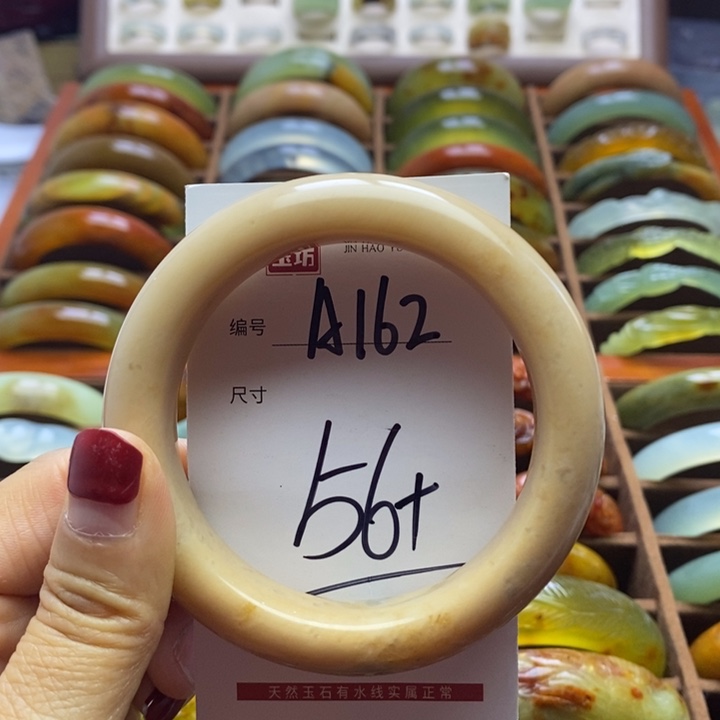 玉坊
JIN HAO
编号 A162
尺寸
56+
天然玉石有水线实属正常